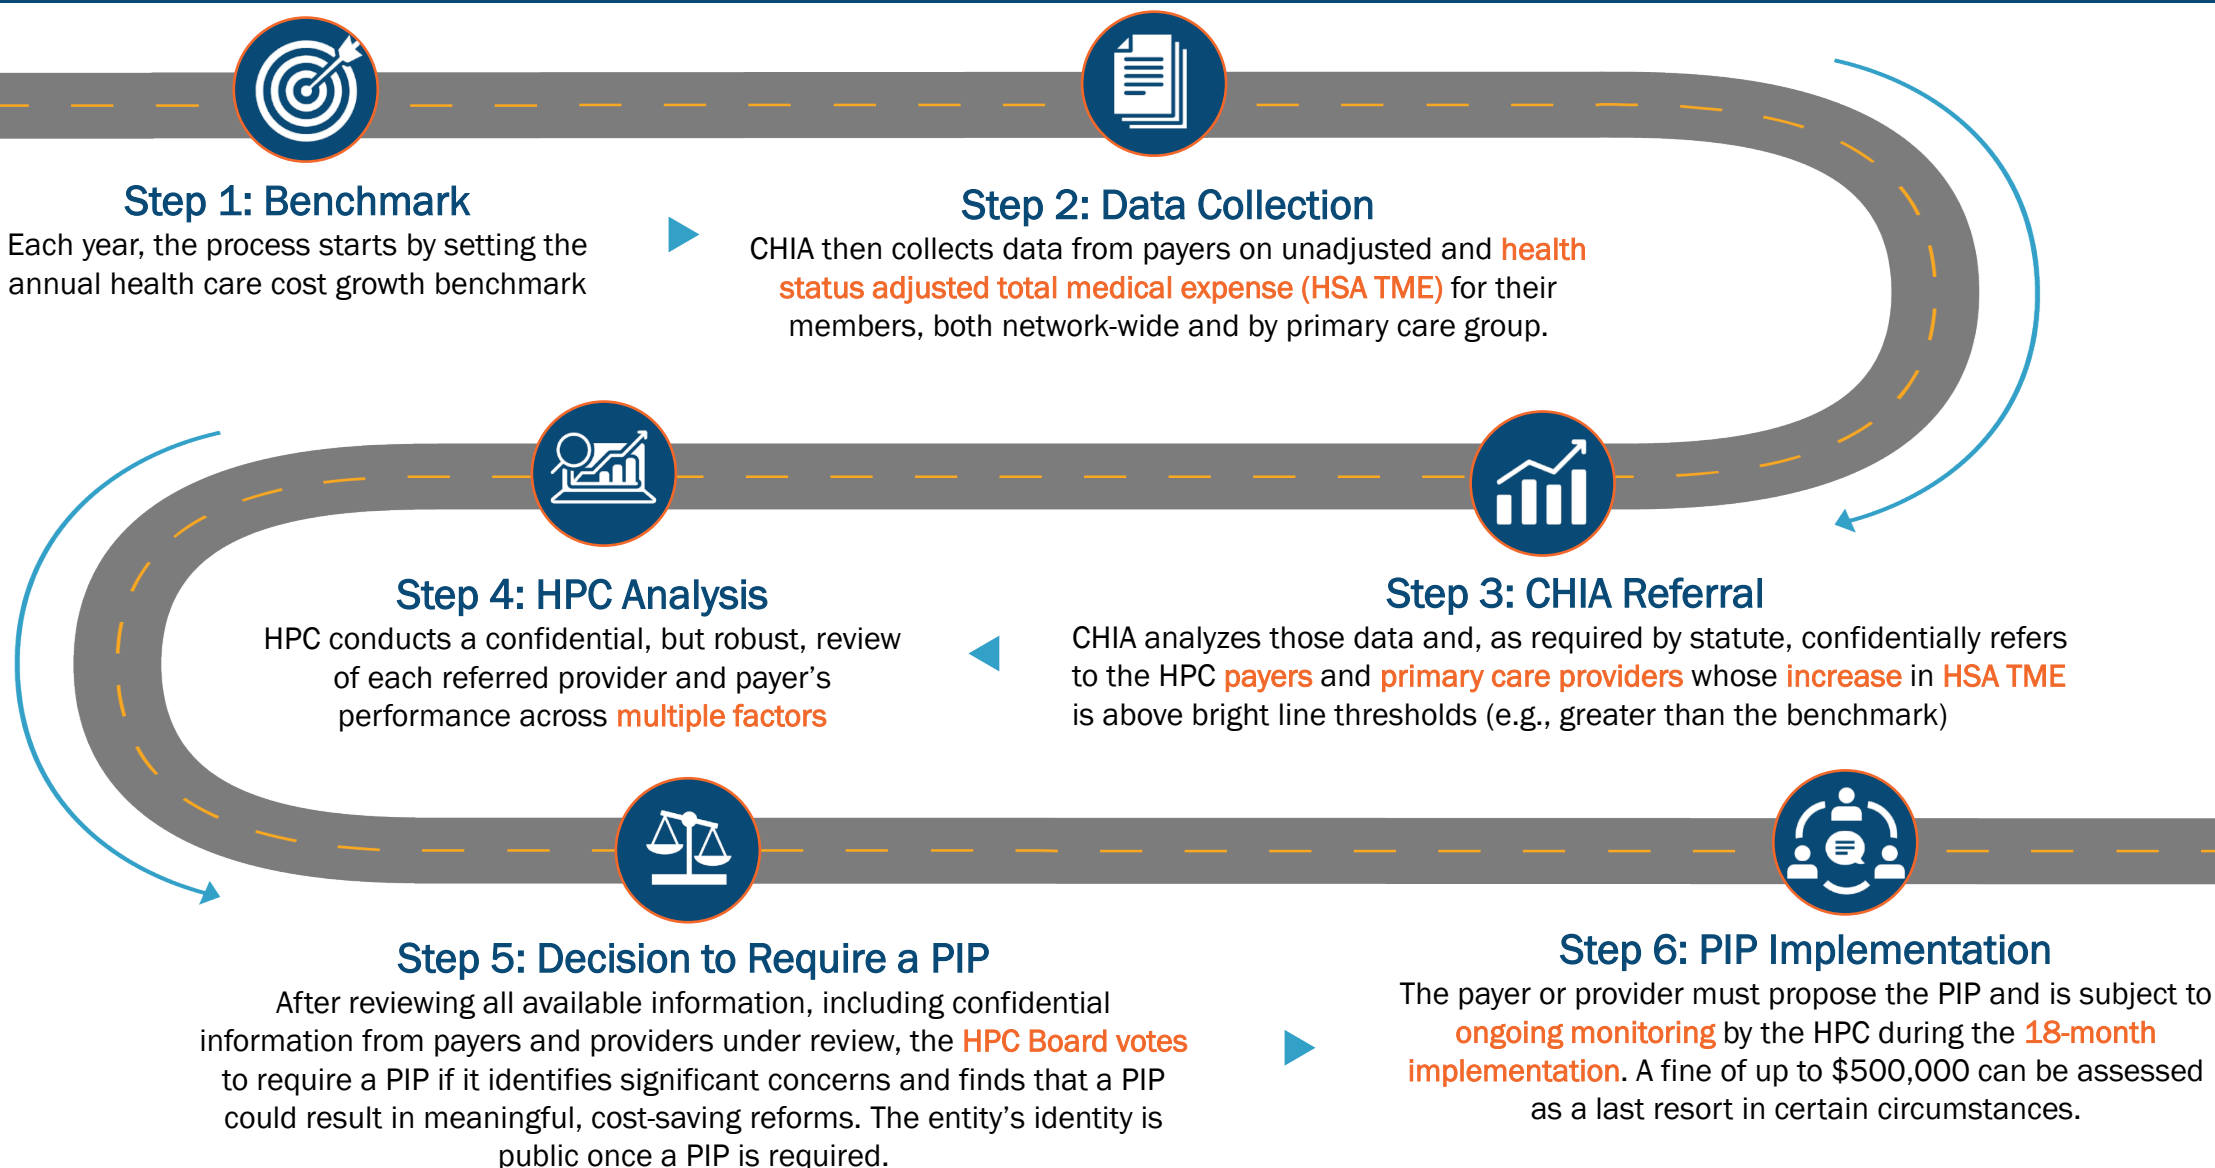 Step 1: Benchmark
Each year, the process starts by setting the
annual health care cost growth benchmark
Step 2: Data Collection
CHIA then collects data from payers on unadjusted and health
status adjusted total medical expense (HSA TME) for their
members, both network-wide and by primary care group.
Step 3: CHIA Referral
CHIA analyzes those data and, as required by statute, confidentially refers
to the HPC payers and primary care providers whose increase in HSA TME
is above bright line thresholds (e.g., greater than the benchmark)
Step 4: HPC Analysis
HPC conducts a confidential, but robust, review
of each referred provider and payer’s
performance across multiple factors
Step 5: Decision to Require a PIP
After reviewing all available information, including confidential
information from payers and providers under review, the HPC Board votes
to require a PIP if it identifies significant concerns and finds that a PIP
could result in meaningful, cost-saving reforms. The entity’s identity is
public once a PIP is required.
Step 6: PIP Implementation
The payer or provider must propose the PIP and is subject to
ongoing monitoring by the HPC during the 18-month
implementation. A fine of up to $500,000 can be assessed
as a last resort in certain circumstances.